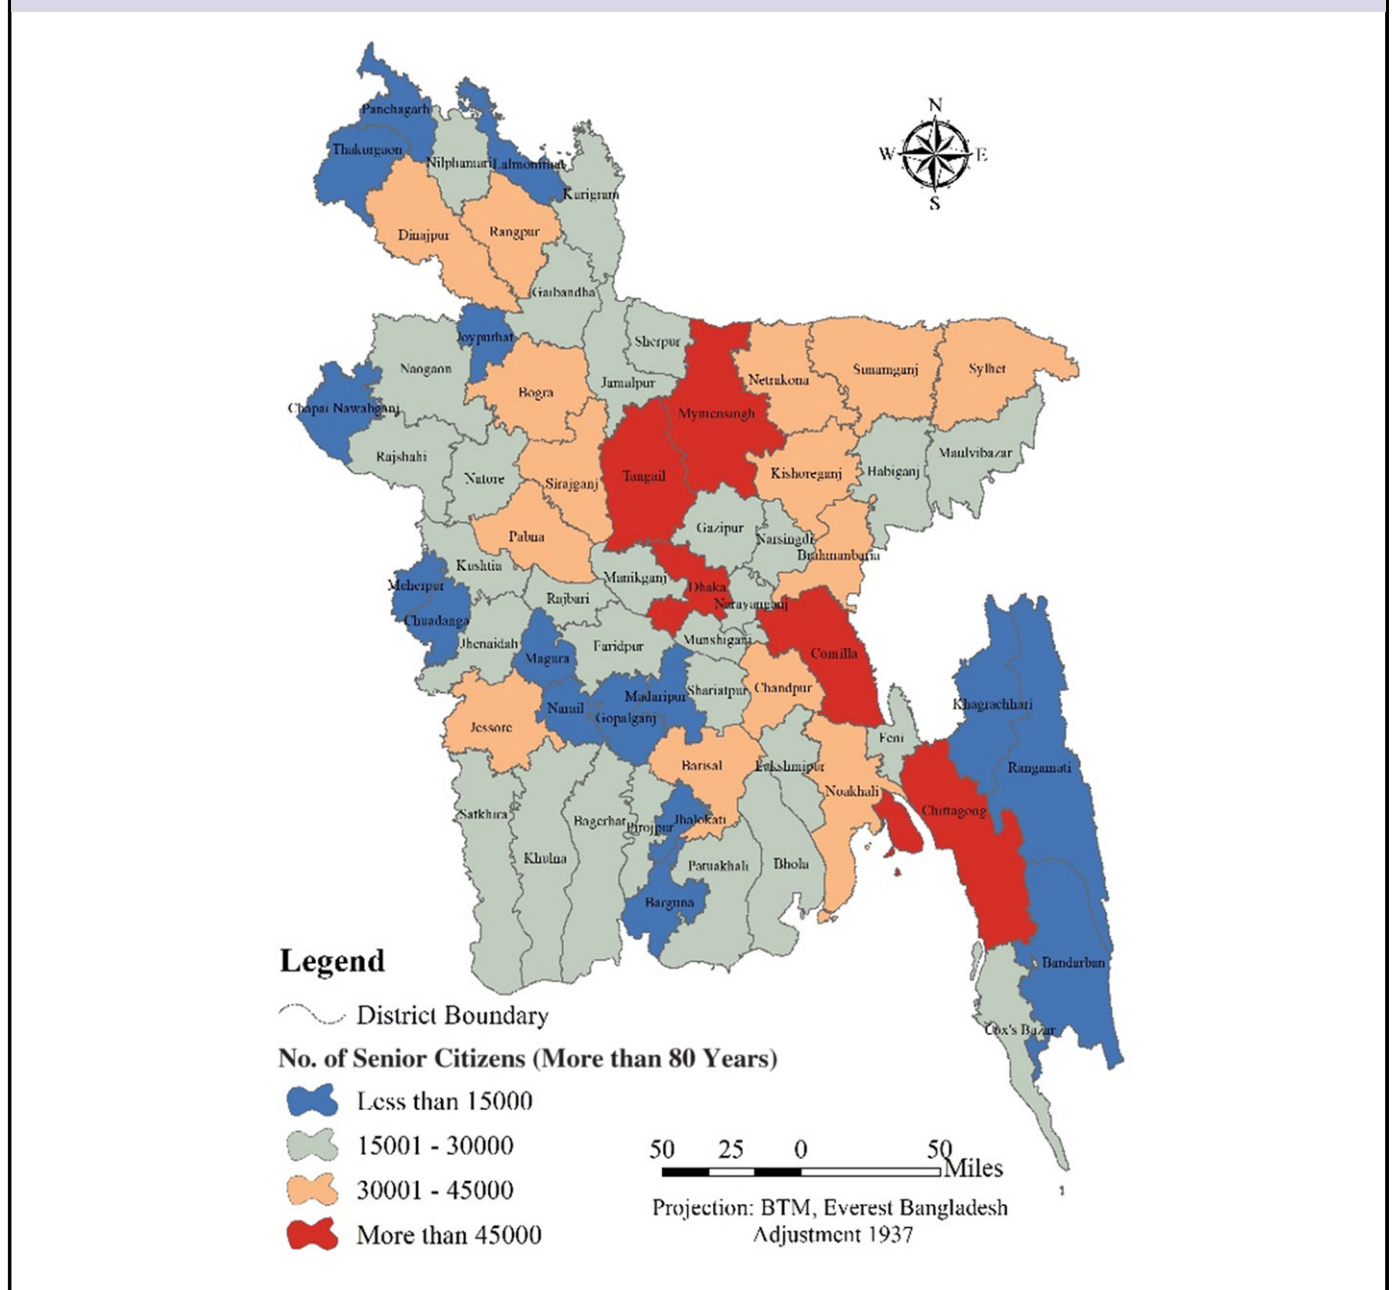 N
W E
S
Panchagarh
Thakurgaon
Nilphamari
Lalmonirhat
Kurigram
Dinajpur
Rangpur
Gaibandha
Joypurhat
Sherpur
Naogaon
Jamalpur
Netrakona
Sunamganj
Sylhet
Bogra
Chapai Nawabganj
Mymensingh
Rajshahi
Natore
Sirajganj
Tangail
Kishoreganj
Habiganj
Maulvibazar
Pabna
Gazipur
Narsingdi
Brahmanbaria
Kushtia
Manikganj
Dhaka
Meherpur
Rajbari
Narayanganj
Chuadanga
Jhenaidah
Faridpur
Munshiganj
Comilla
Magura
Madaripur
Shariatpur
Chandpur
Narail
Gopalganj
Jessore
Khagrachhari
Feni
Barisal
Lakshmipur
Rangamati
Noakhali
Satkhira
Bagerhat
Pirojpur
Jhalokati
Chittagong
Khulna
Patuakhali
Bhola
Barguna
Bandarban
Cox's Bazar
Legend
District Boundary
No. of Senior Citizens (More than 80 Years)
Less than 15000
15001 - 30000
30001 - 45000
More than 45000
50 25 0 50
Miles
Projection: BTM, Everest Bangladesh
Adjustment 1937